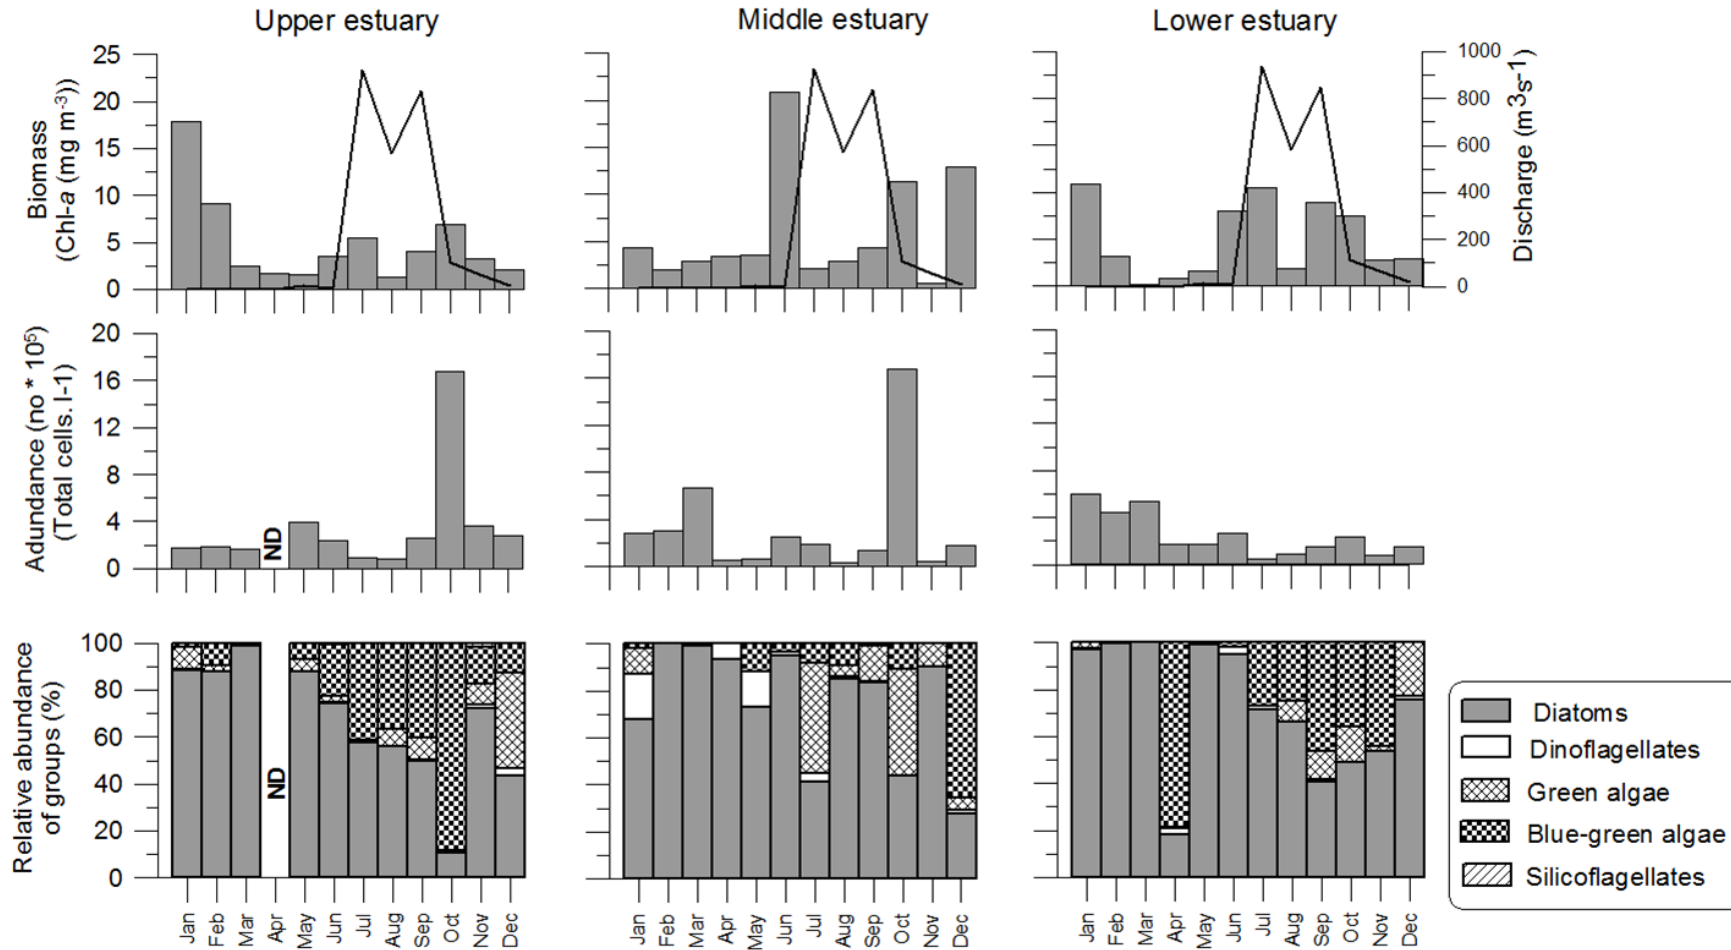 Upper estuary
Middle estuary
Lower estuary
Biomass
(Chl-a (mg m-3))
25
20
15
10
5
0
1000
800
600
400
200
0
Discharge (m3s-1)
Adundance (no * 10⁵)
(Total cells. l-1)
20
16
12
8
4
0
ND
Relative abundance
of groups (%)
100
80
60
40
20
0
ND
Jan Feb Mar Apr May Jun Jul Aug Sep Oct Nov Dec
Jan Feb Mar Apr May Jun Jul Aug Sep Oct Nov Dec
Jan Feb Mar Apr May Jun Jul Aug Sep Oct Nov Dec
Diatoms
Dinoflagellates
Green algae
Blue-green algae
Silicoflagellates